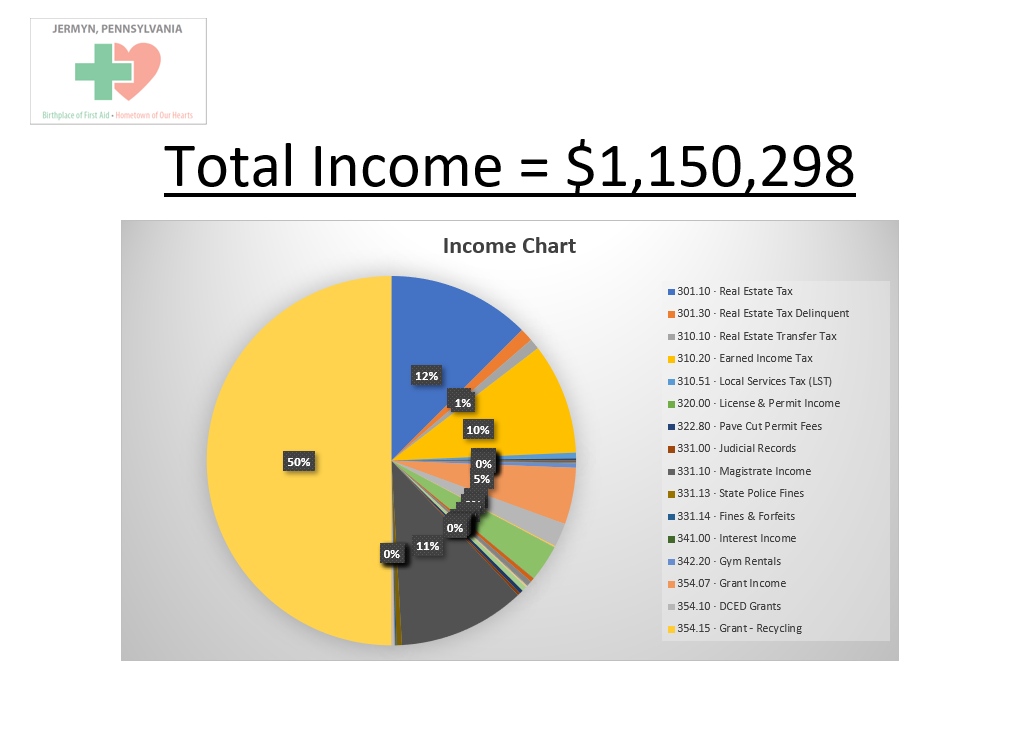 JERMYN, PENNSYLVANIA
Birthplace of First Aid • Hometown of Our Hearts
Total Income = $1,150,298
Income Chart
12%
1%
10%
0%
5%
50%
0%
11%
0%
301.10 · Real Estate Tax
301.30 · Real Estate Tax Delinquent
310.10 · Real Estate Transfer Tax
310.20 · Earned Income Tax
310.51 · Local Services Tax (LST)
320.00 · License & Permit Income
322.80 · Pave Cut Permit Fees
331.00 · Judicial Records
331.10 · Magistrate Income
331.13 · State Police Fines
331.14 · Fines & Forfeits
341.00 · Interest Income
342.20 · Gym Rentals
354.07 · Grant Income
354.10 · DCED Grants
354.15 · Grant - Recycling